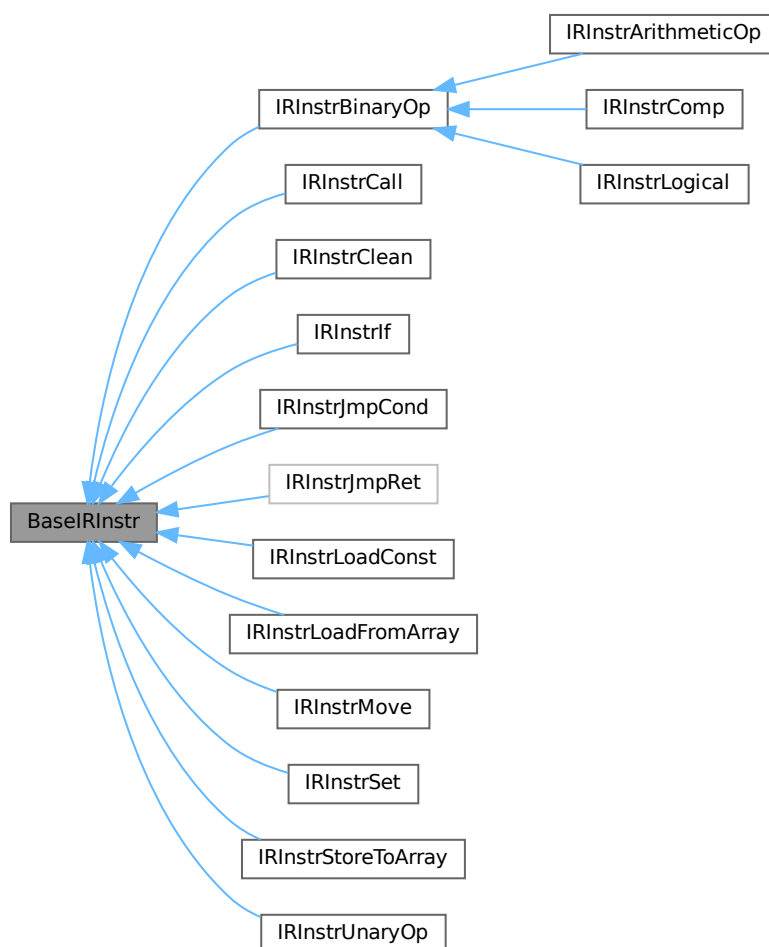 IRInstrArithmeticOp
IRInstrBinaryOp
IRInstrComp
IRInstrLogical
IRInstrCall
IRInstrClean
IRInstrIf
IRInstrJmpCond
IRInstrJmpRet
BaseIRInstr
IRInstrLoadConst
IRInstrLoadFromArray
IRInstrMove
IRInstrSet
IRInstrStoreToArray
IRInstrUnaryOp